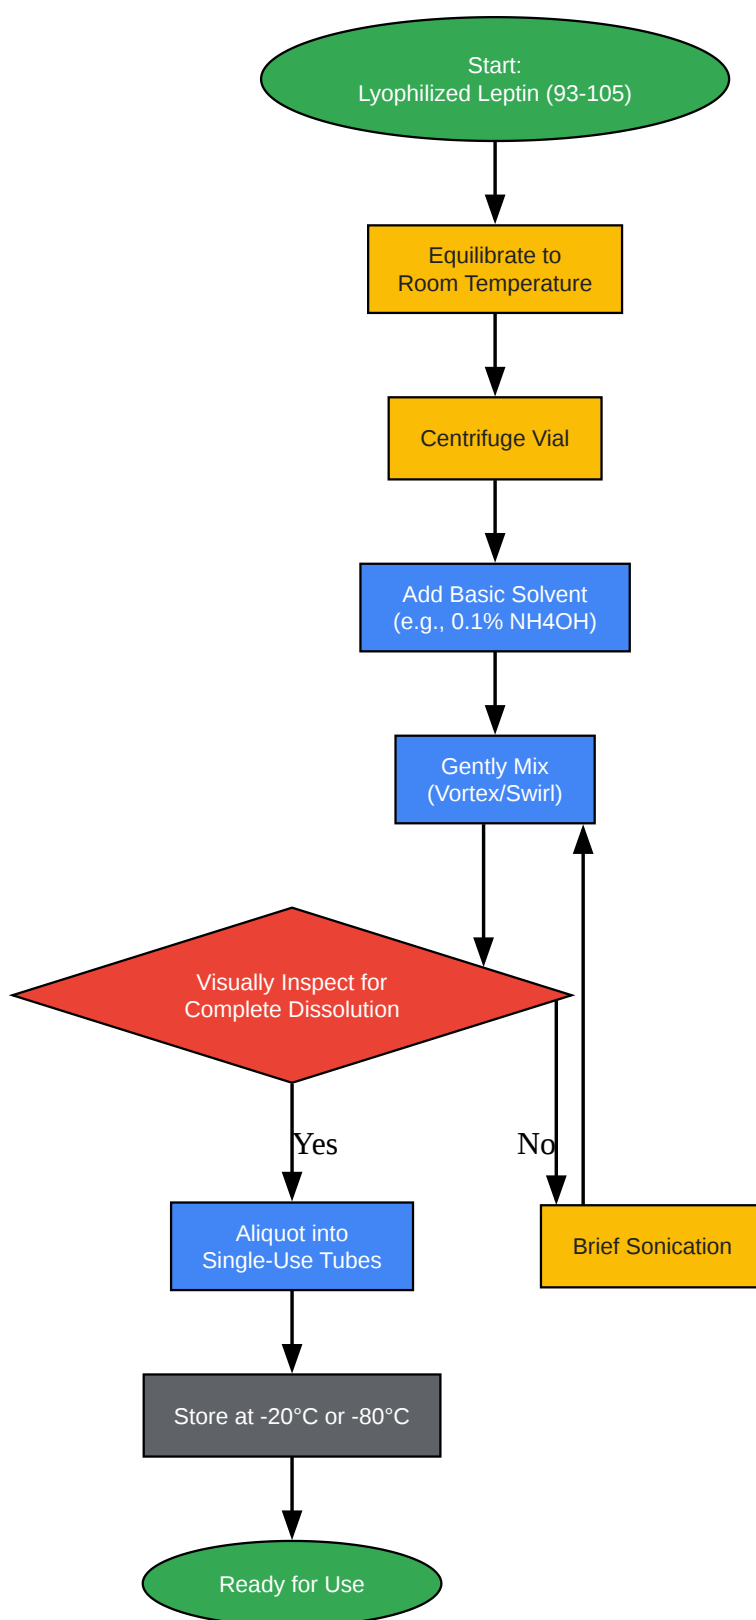 Start:
Lyophilized Leptin (93-105)
Equilibrate to
Room Temperature
Centrifuge Vial
Add Basic Solvent
(e.g., 0.1% NH4OH)
Gently Mix
(Vortex/Swirl)
Visually Inspect for
Complete Dissolution
Yes
No
Aliquot into
Single-Use Tubes
Brief Sonication
Store at -20°C or -80°C
Ready for Use